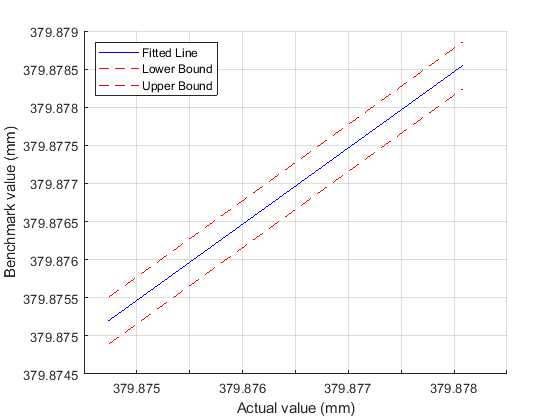 379.879
379.8785
379.878
379.8775
379.877
379.8765
379.876
379.8755
379.875
379.8745
Benchmark value (mm)
Fitted Line
Lower Bound
Upper Bound
379.875 379.876 379.877 379.878
Actual value (mm)